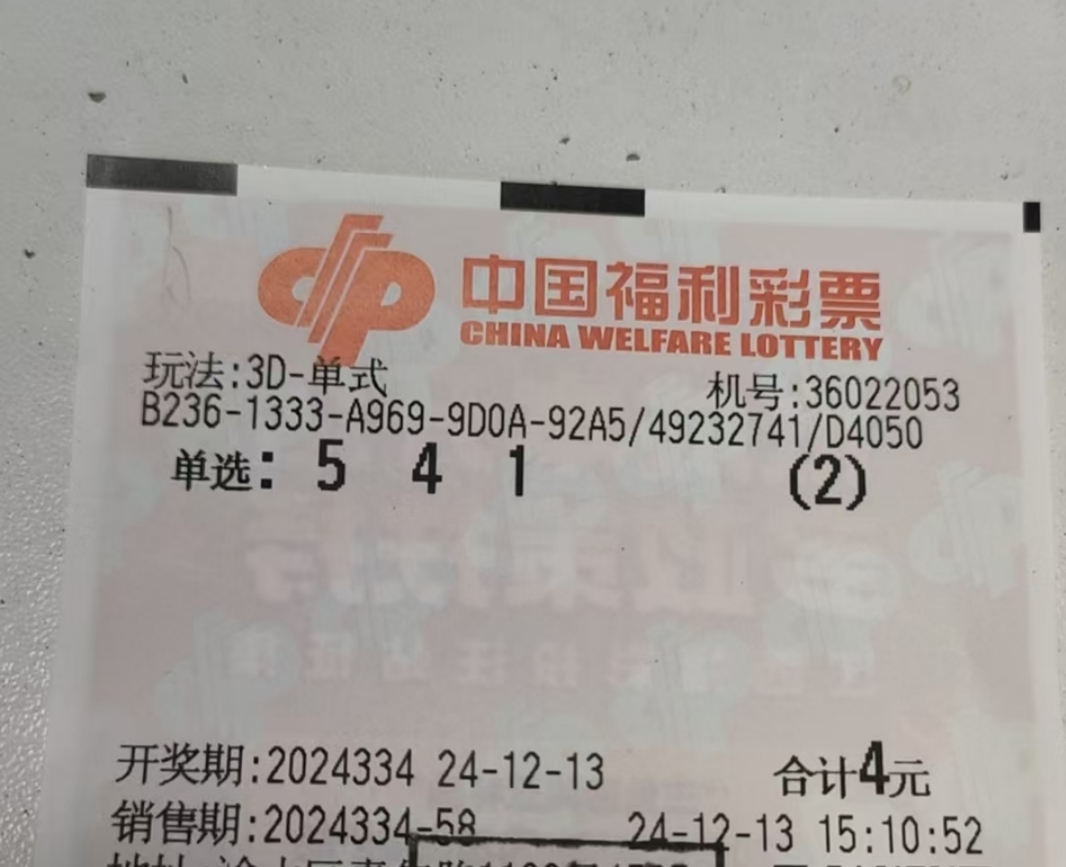 中国福利彩票
CHINA WELFARE LOTTERY
玩法:3D-单式 机号:36022053
B236-1333-A969-9D0A-92A5/49232741/D4050
单选: 5 4 1 (2)
开奖期:2024334 24-12-13 合计4元
销售期:2024334-58 24-12-13 15:10:52